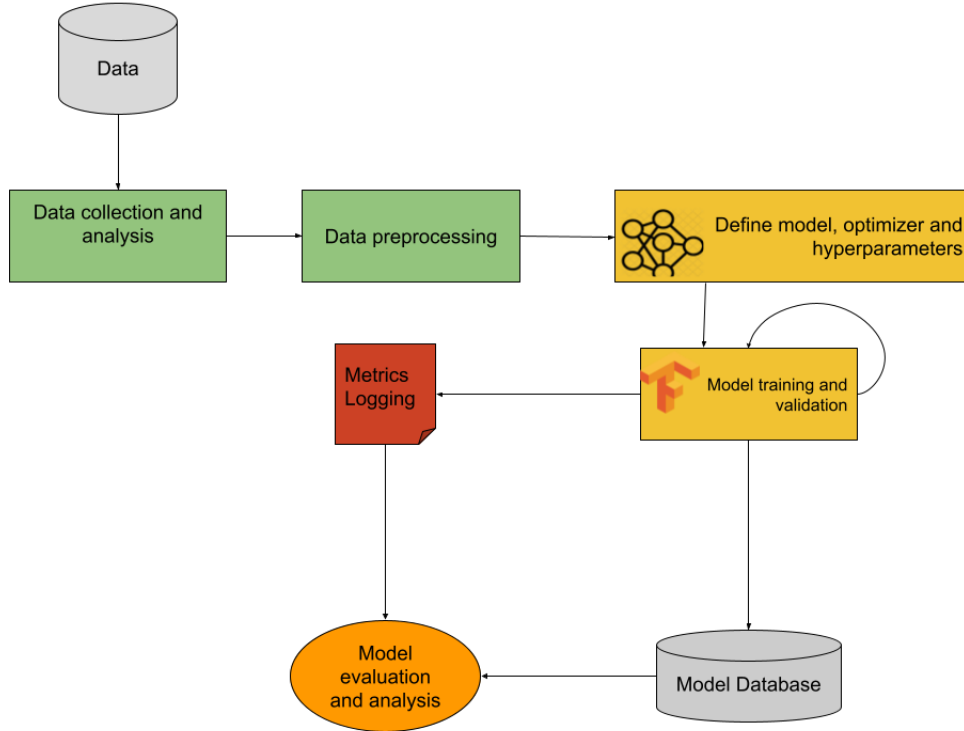 Data
Data collection and
analysis
Data preprocessing
Define model, optimizer and
hyperparameters
Metrics
Logging
Model training and
validation
Model
evaluation
and analysis
Model Database